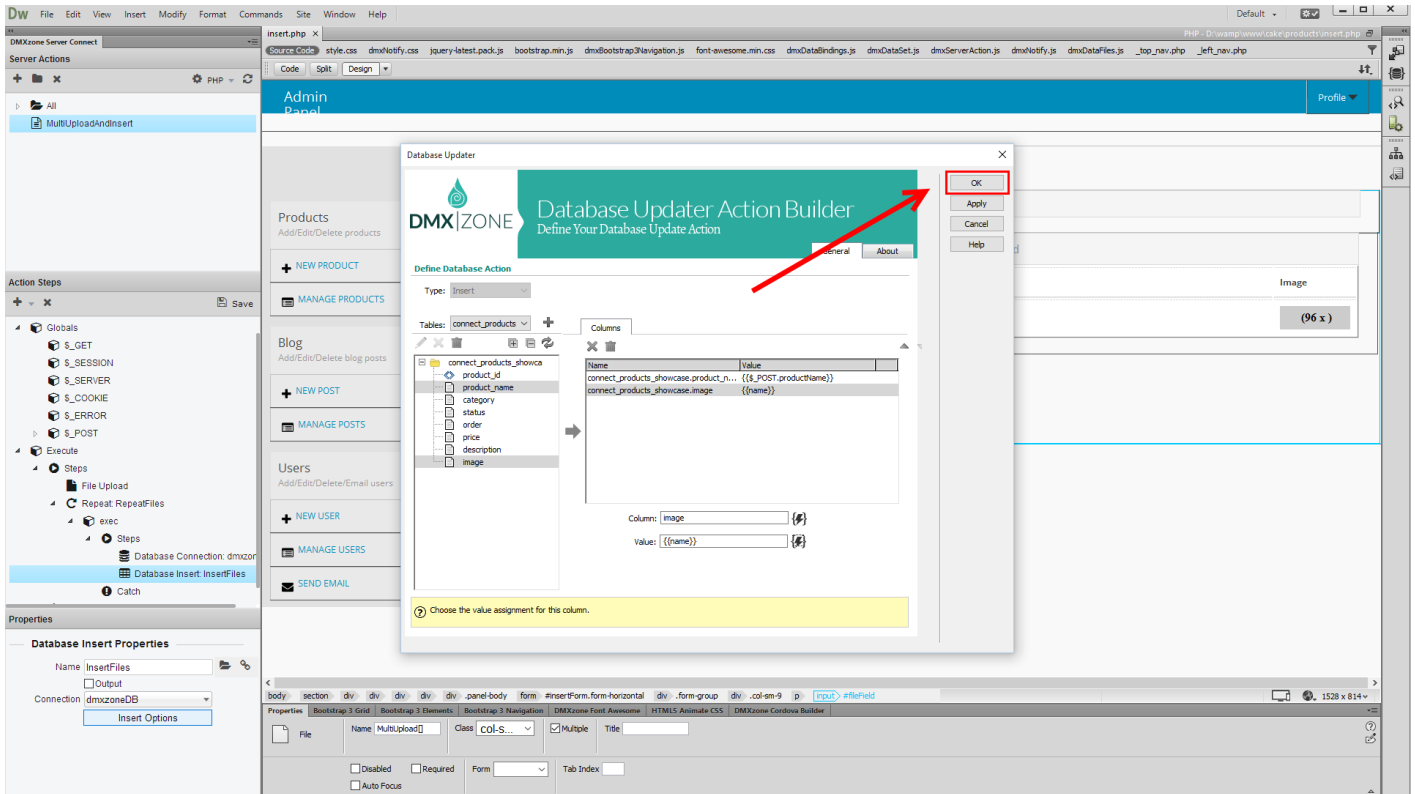 Dw File Edit View Insert Modify Format Commands Site Window Help Default
DMXzone Server Connect
Server Actions
PHP
All
MultiUploadAndInsert
Action Steps
Save
Globals
$_GET
$_SESSION
$_SERVER
$_COOKIE
$_ERROR
$_POST
Execute
Steps
File Upload
Repeat: RepeatFiles
exec
Steps
Database Connection: dmxzon
Database Insert: InsertFiles
Catch
Properties
Database Insert Properties
Name InsertFiles
Output
Connection dmxzoneDB
Insert Options
insert.php × PHP - D:\wamp\www\cake\products\insert.php
Source Code style.css dmxNotify.css jquery-latest.pack.js bootstrap.min.js dmxBootstrap3Navigation.js font-awesome.min.css dmxDataBindings.js dmxDataSet.js dmxServerAction.js dmxNotify.js dmxDataFiles.js _top_nav.php _left_nav.php
Code Split Design
Admin
Panel
Profile
Products
Add/Edit/Delete products
NEW PRODUCT
MANAGE PRODUCTS
Blog
Add/Edit/Delete blog posts
NEW POST
MANAGE POSTS
Users
Add/Edit/Delete/Email users
NEW USER
MANAGE USERS
SEND EMAIL
Image
(96 x )
Database Updater
DMX|ZONE
Database Updater Action Builder
Define Your Database Update Action
General About
OK
Apply
Cancel
Help
Define Database Action
Type: Insert
Tables: connect_products
Columns
connect_products_showca
product_id
product_name
category
status
order
price
description
image
Name Value
connect_products_showcase.product_n... {{$_POST.productName}}
connect_products_showcase.image {{name}}
Column: image
Value: {{name}}
Choose the value assignment for this column.
body section div div div div div .panel-body form #insertForm.form-horizontal div .form-group div .col-sm-9 p input #fileField 1528 x 814
Properties Bootstrap 3 Grid Bootstrap 3 Elements Bootstrap 3 Navigation DMXzone Font Awesome HTML5 Animate CSS DMXzone Cordova Builder
File Name MultiUpload[] Class col-s... Multiple Title
Disabled Required Form Tab Index
Auto Focus